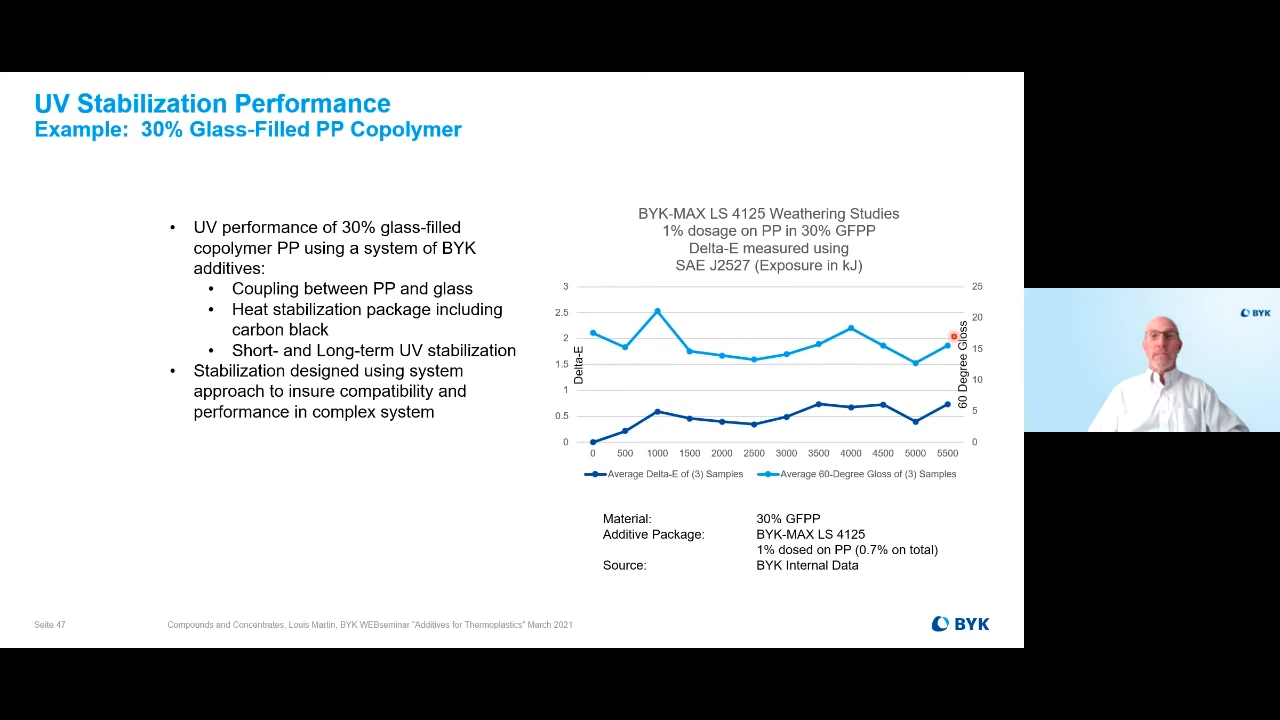 UV Stabilization Performance
Example: 30% Glass-Filled PP Copolymer
• UV performance of 30% glass-filled
copolymer PP using a system of BYK
additives:
• Coupling between PP and glass
• Heat stabilization package including
carbon black
• Short- and Long-term UV stabilization
• Stabilization designed using system
approach to insure compatibility and
performance in complex system
BYK-MAX LS 4125 Weathering Studies
1% dosage on PP in 30% GFPP
Delta-E measured using
SAE J2527 (Exposure in kJ)
3
2.5
2
1.5
1
0.5
0
Delta-E
25
20
15
10
5
0
60 Degree Gloss
0 500 1000 1500 2000 2500 3000 3500 4000 4500 5000 5500
Average Delta-E of (3) Samples Average 60-Degree Gloss of (3) Samples
Material: 30% GFPP
Additive Package: BYK-MAX LS 4125
1% dosed on PP (0.7% on total)
Source: BYK Internal Data
Seite 47 Compounds and Concentrates, Louis Martin, BYK WEBseminar "Additives for Thermoplastics" March 2021
BYK
BYK